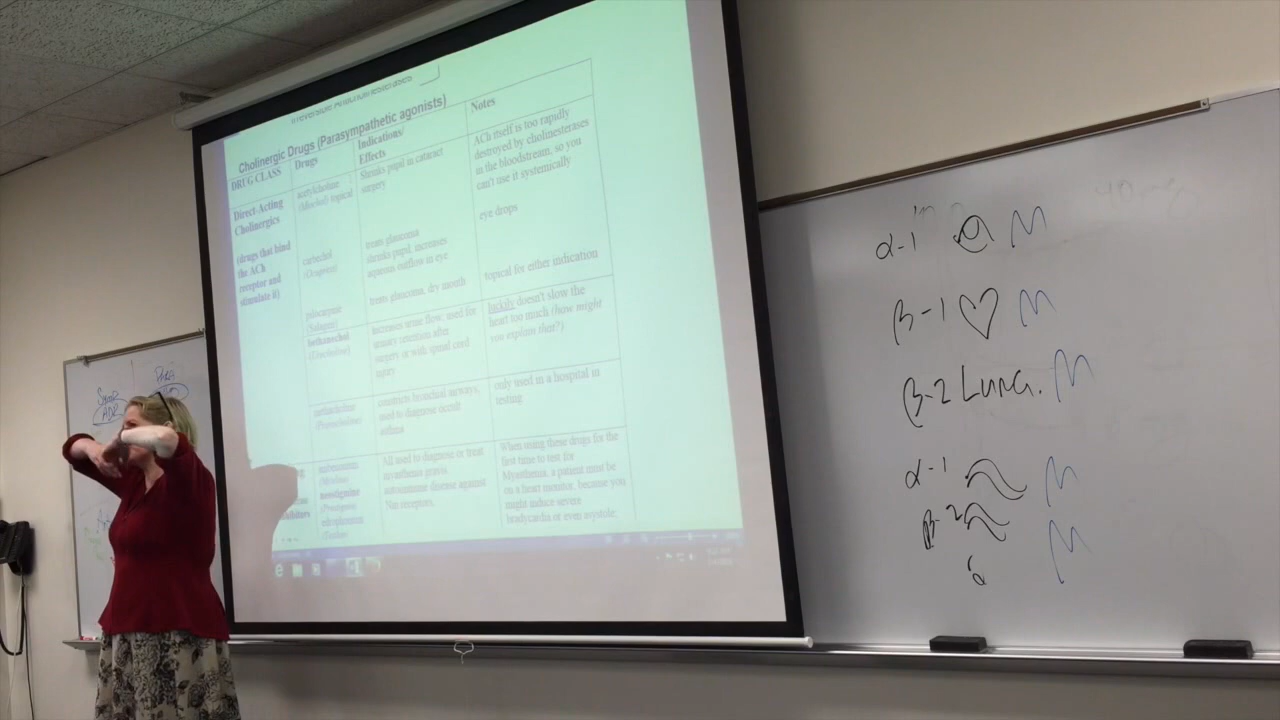 Cholinergic Drugs (Parasympathetic agonists)
DRUG CLASS
Drugs
Indications/
Effects
Notes
Direct-Acting
Cholinergics
(drugs that bind
the ACh
receptor and
stimulate it)
acetylcholine
(Miochol) topical
Shrinks pupil in cataract
surgery
ACh itself is too rapidly
destroyed by cholinesterases
in the bloodstream, so you
can't use it systemically
eye drops
carbechol
treats glaucoma
shrinks pupil, increases
aqueous outflow in eye
topical for either indication
pilocarpine
(Salagen)
treats glaucoma, dry mouth
bethanechol
(Urecholine)
increases urine flow, used for
urinary retention after
surgery or with spinal cord
injury
luckily doesn't slow the
heart too much (how might
you explain that?)
methacholine
(Provocholine)
constricts bronchial airways,
used to diagnose occult
asthma
only used in a hospital in
testing
neostigmine
edrophonium
All used to diagnose or treat
myasthenia gravis,
autoimmune disease against
Nm receptors,
When using these drugs for the
first time to test for
Myasthenia, a patient must be
on a heart monitor, because you
might induce severe
bradycardia or even asystole.
α-1 M
β-1 M
β-2 Lung. M
α-1 M
β-2
M